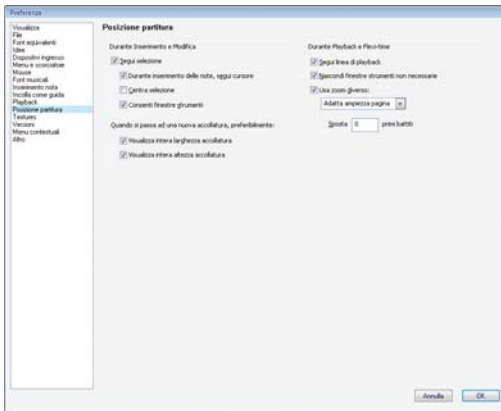 Preferenze
Visualizza
File
Font equivalenti
Idee
Dispositivi ingresso
Menu e scorciatoie
Mouse
Font musicali
Inserimento nota
Incolla come guida
Playback
Posizione partitura
Textures
Versioni
Menu contestuali
Altro
Posizione partitura
Durante Inserimento e Modifica
Segui selezione
Durante inserimento delle note, segui cursore
Centra selezione
Consenti finestre strumenti
Quando si passa ad una nuova accollatura, preferibilmente:
Visualizza intera larghezza accollatura
Visualizza intera altezza accollatura
Durante Playback e Flexi-time
Segui linea di playback
Nascondi finestre strumenti non necessarie
Usa zoom diverso:
Adatta ampiezza pagina
Sposta 8 primi battiti
Annulla
OK